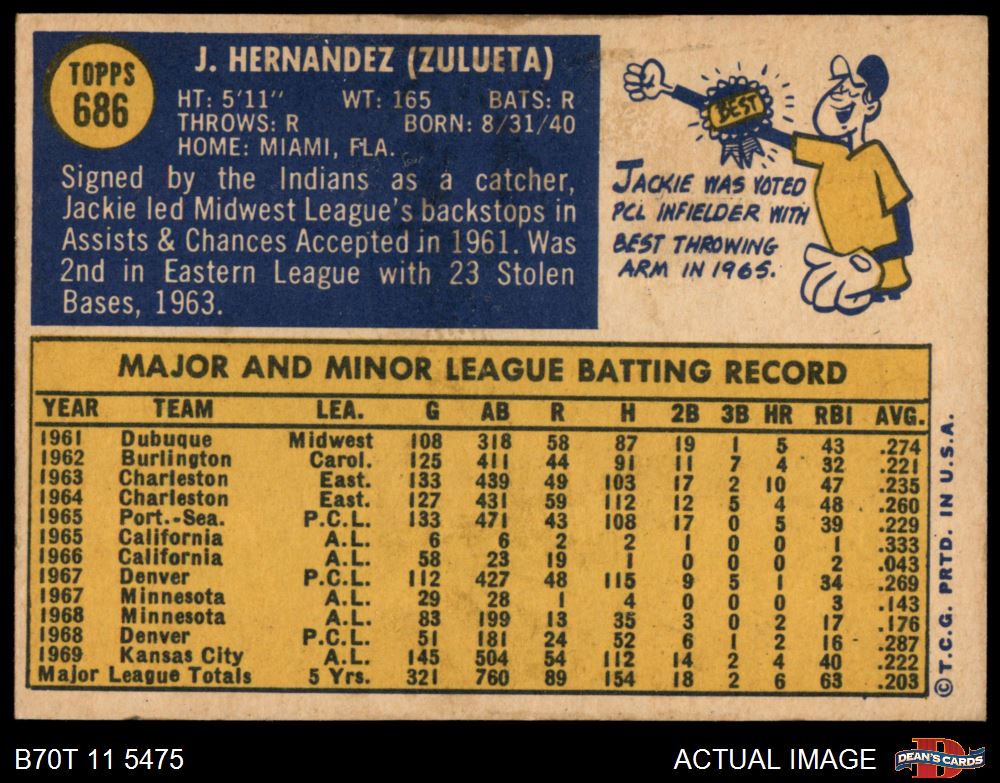 TOPPS
686
J. HERNANDEZ (ZULUETA)
HT: 5'11" WT: 165 BATS: R
THROWS: R BORN: 8/31/40
HOME: MIAMI, FLA.
Signed by the Indians as a catcher,
Jackie led Midwest League's backstops in
Assists & Chances Accepted in 1961. Was
2nd in Eastern League with 23 Stolen
Bases, 1963.
BEST
JACKIE WAS VOTED
PCL INFIELDER WITH
BEST THROWING
ARM IN 1965.
MAJOR AND MINOR LEAGUE BATTING RECORD
YEAR TEAM LEA. G AB R H 2B 3B HR RBI AVG.
1961 Dubuque Midwest 108 318 58 87 19 1 5 43 .274
1962 Burlington Carol. 125 411 44 91 11 7 4 32 .221
1963 Charleston East. 133 439 49 103 17 2 10 47 .235
1964 Charleston East. 127 431 59 112 12 5 4 48 .260
1965 Port.-Sea. P.C.L. 133 471 43 108 17 0 5 39 .229
1965 California A.L. 6 6 2 2 1 0 0 1 .333
1966 California A.L. 58 23 19 1 0 0 0 2 .043
1967 Denver P.C.L. 112 427 48 115 9 5 1 34 .269
1967 Minnesota A.L. 29 28 1 4 0 0 0 3 .143
1968 Minnesota A.L. 83 199 13 35 3 0 2 17 .176
1968 Denver P.C.L. 51 181 24 52 6 1 2 16 .287
1969 Kansas City A.L. 145 504 54 112 14 2 4 40 .222
Major League Totals 5 Yrs. 321 760 89 154 18 2 6 63 .203
© T.C.G. PRTD. IN U.S.A.
B70T 11 5475
ACTUAL IMAGE
D
DEAN'S CARDS